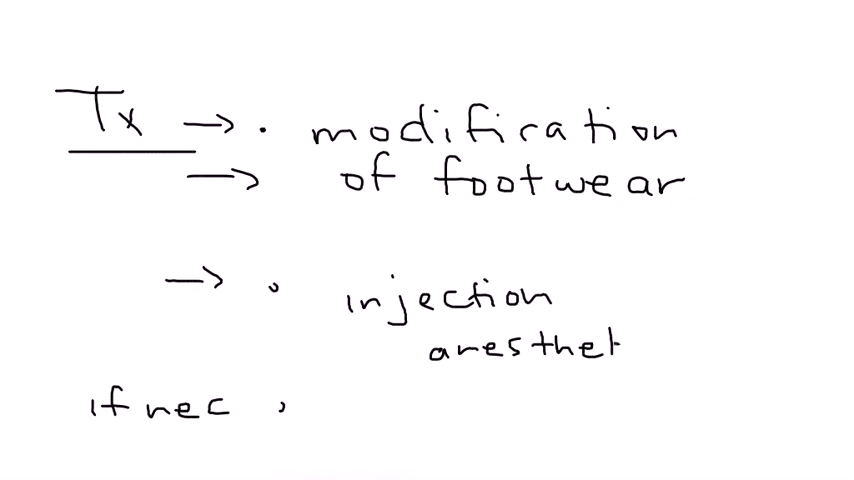 Tx → • modification
→ of footwear
→ • injection
anesthet
if nec ,